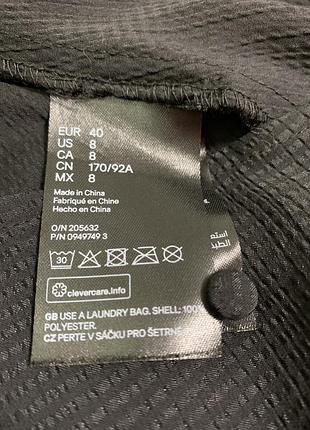 EUR 40
US 8
CA 8
CN 170/92A
MX 8
Made in China
Fabriqué en Chine
Hecho en China
O/N 205632
P/N 0949749 3
30
clevercare.info
GB USE A LAUNDRY BAG. SHELL: 100%
POLYESTER.
CZ PERTE V SÁČKU PRO ŠETRNÉ